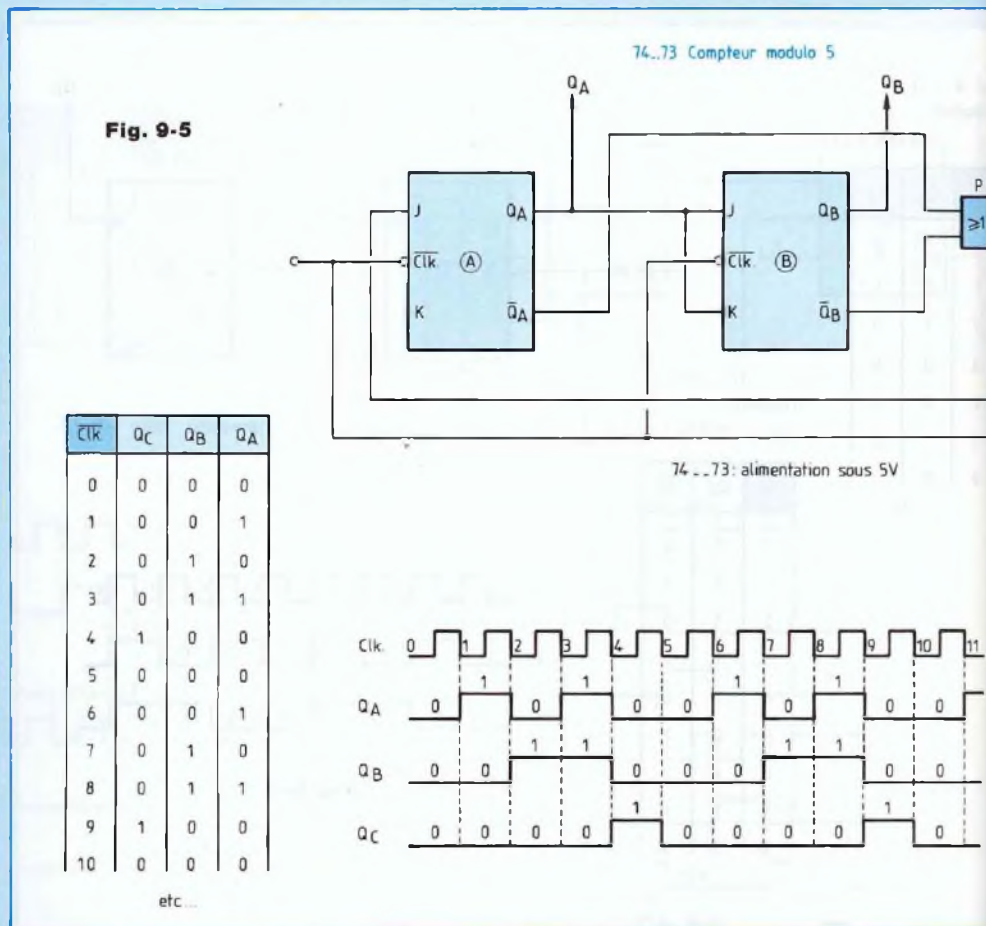 74..73 Compteur modulo 5
Fig. 9-5
QA QB
J QA J QB P
≥1
Clk A Clk B
K Q̅A K Q̅B
74...73: alimentation sous 5V
C̅l̅k̅ QC QB QA
0 0 0 0
1 0 0 1
2 0 1 0
3 0 1 1
4 1 0 0
5 0 0 0
6 0 0 1
7 0 1 0
8 0 1 1
9 1 0 0
10 0 0 0
etc...
Clk. 0 1 2 3 4 5 6 7 8 9 10 11
QA 0 1 0 1 0 0 1 0 1 0 0
QB 0 0 1 1 0 0 0 1 1 0 0
QC 0 0 0 0 1 0 0 0 0 1 0